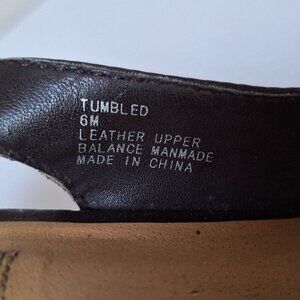 TUMBLED
6M
LEATHER UPPER
BALANCE MANMADE
MADE IN CHINA